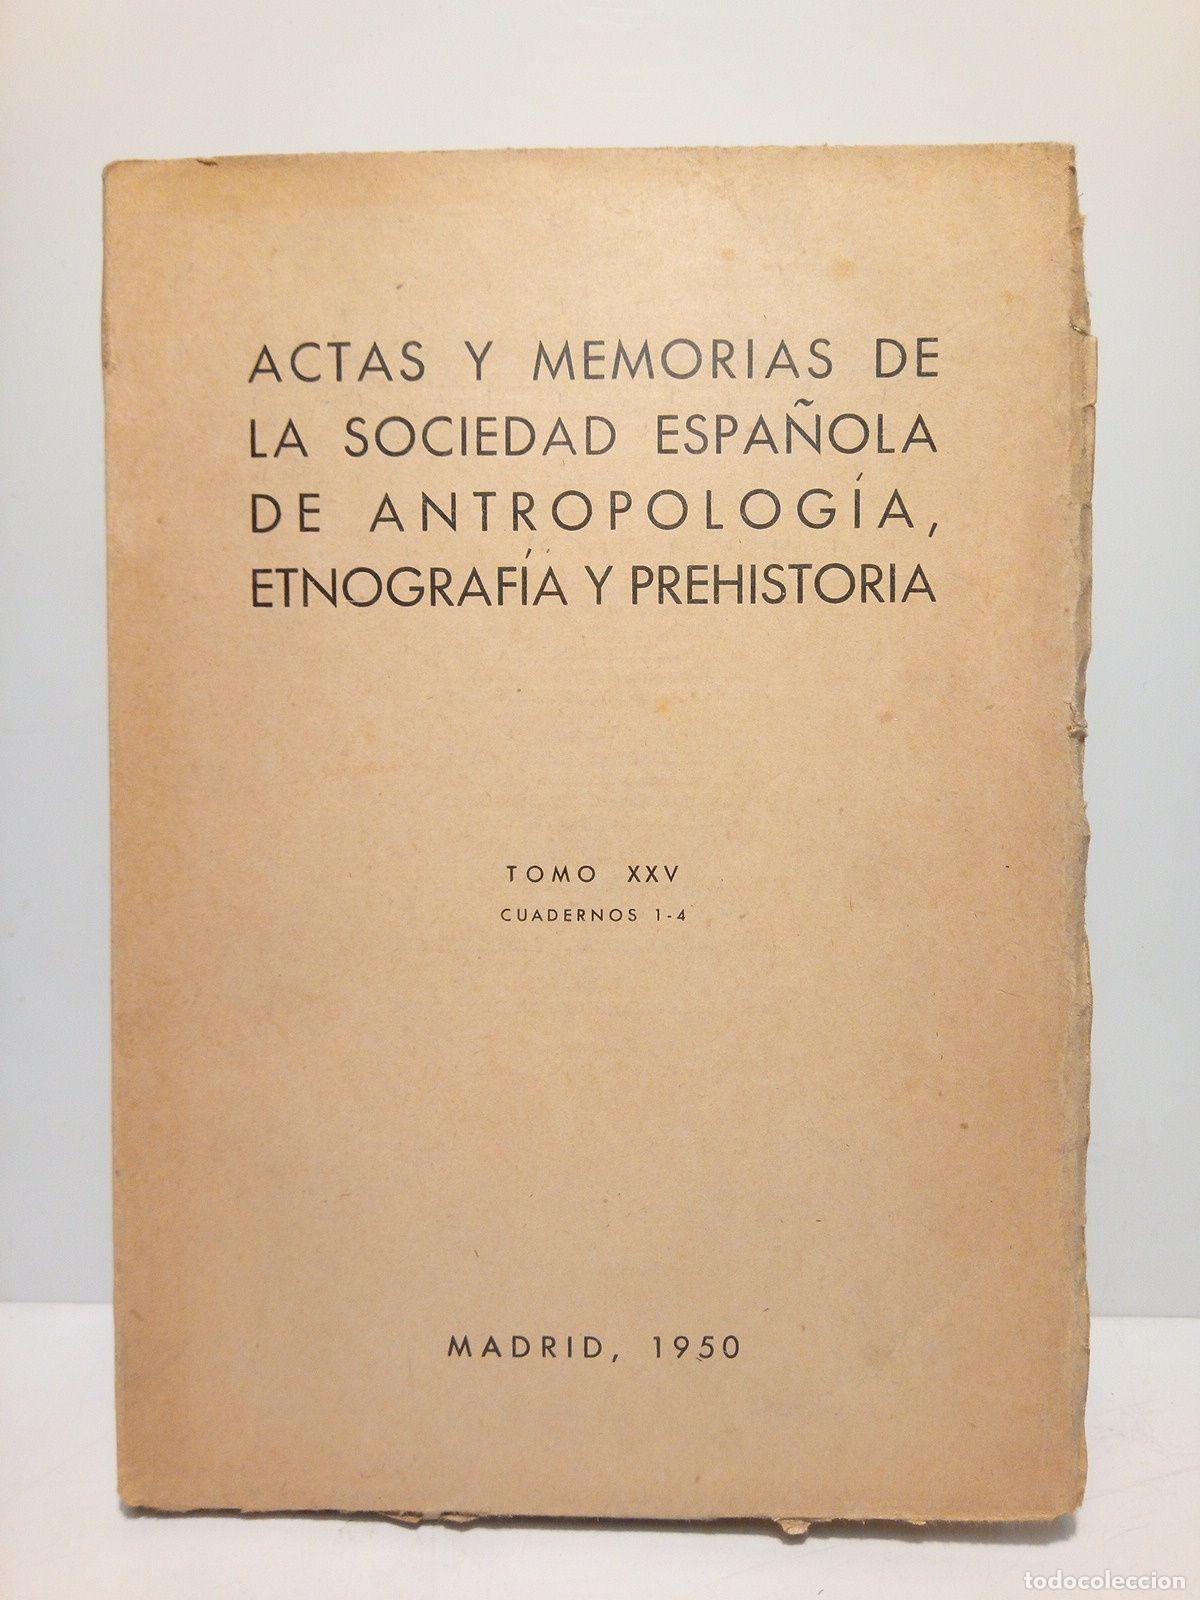 ACTAS Y MEMORIAS DE
LA SOCIEDAD ESPAÑOLA
DE ANTROPOLOGÍA,
ETNOGRAFÍA Y PREHISTORIA
TOMO XXV
CUADERNOS 1-4
MADRID, 1950
todocoleccion